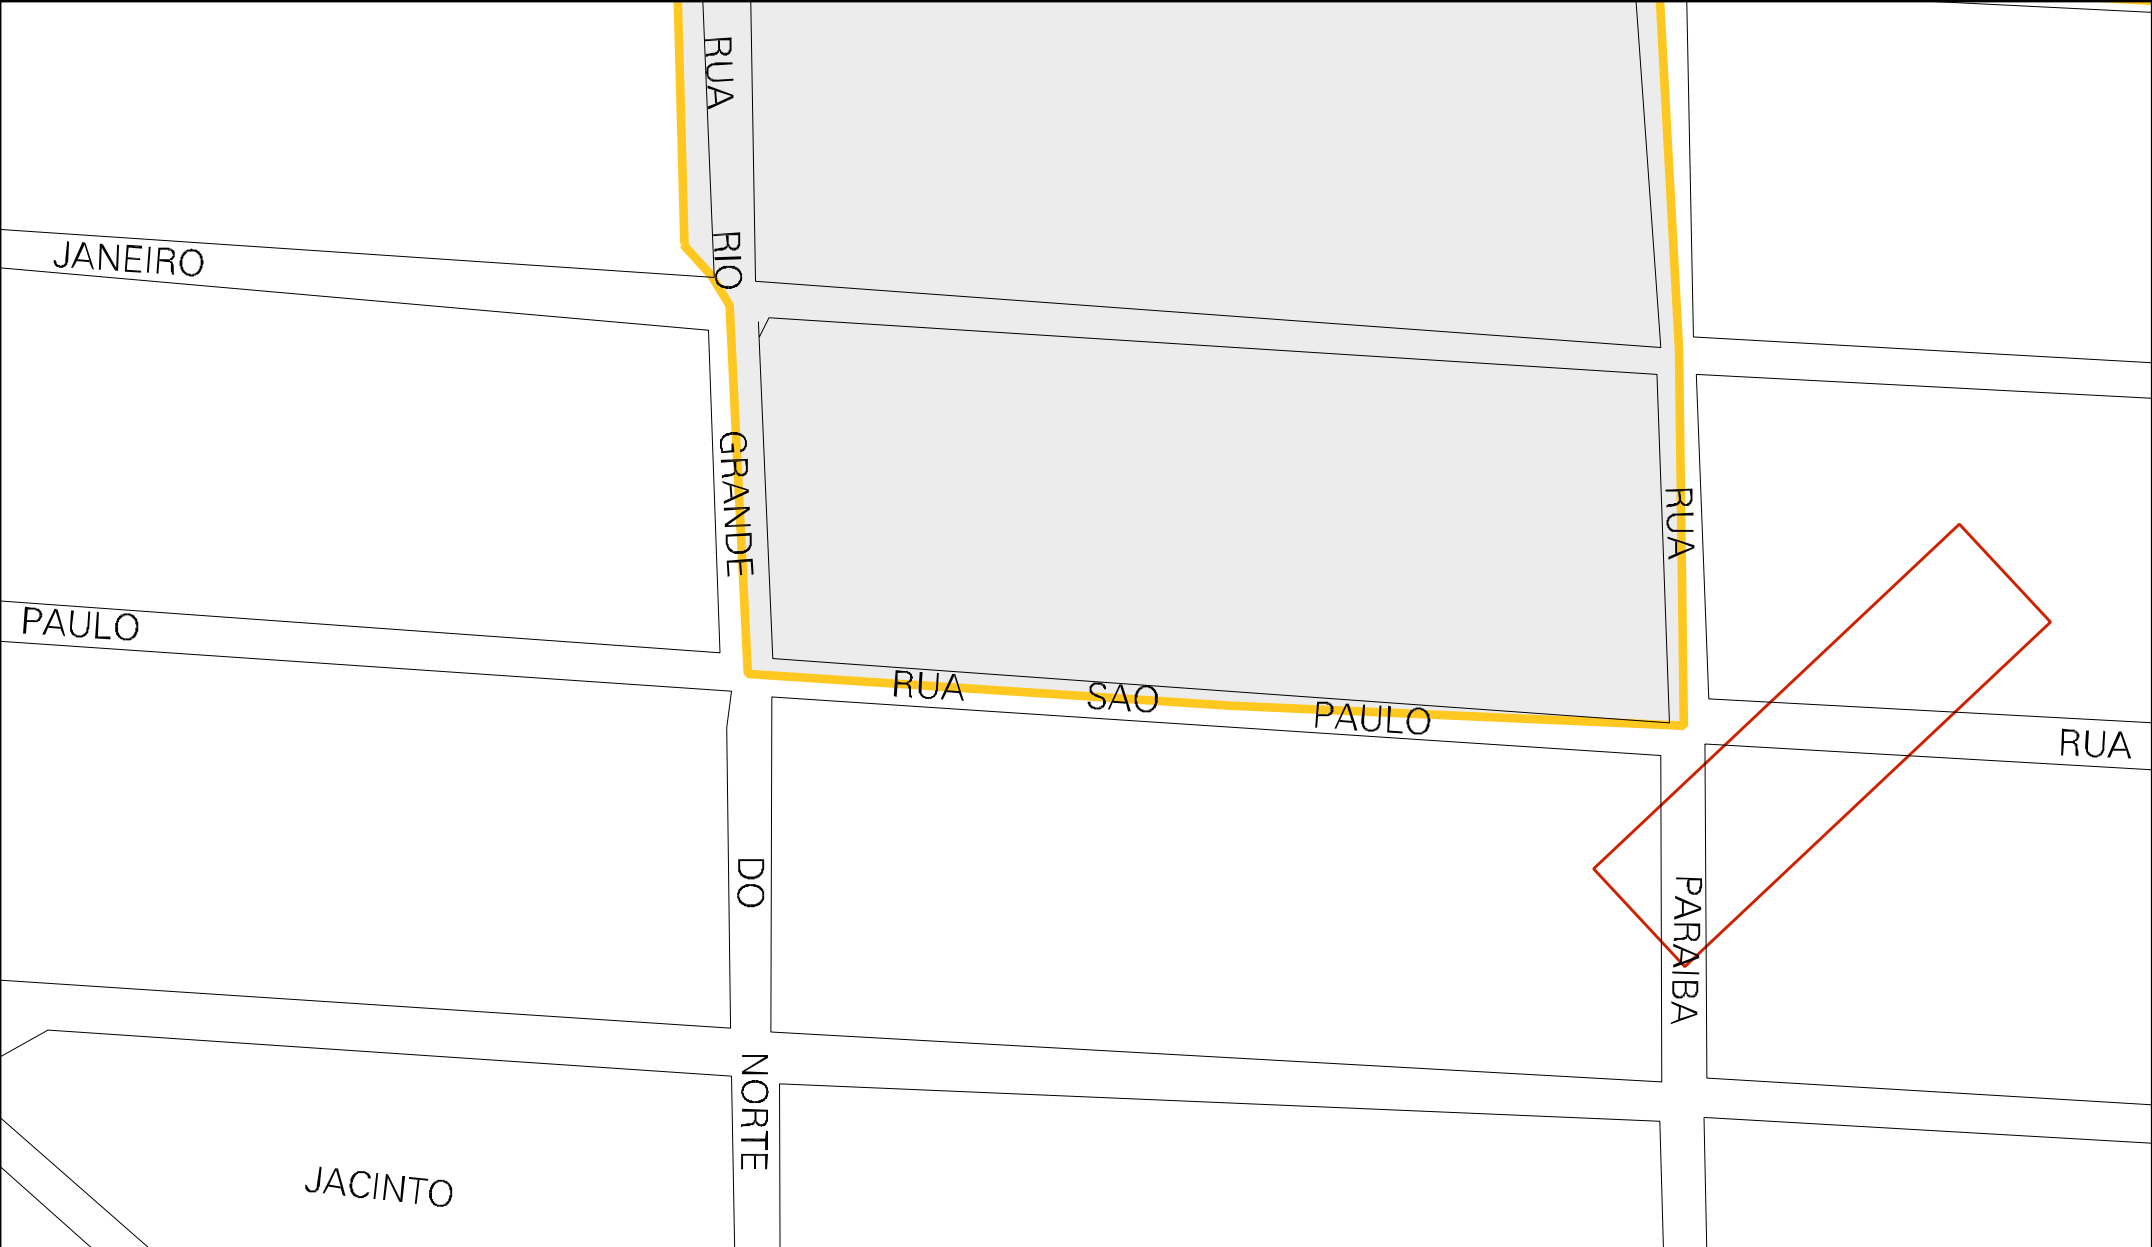 RUA
RIO
JANEIRO
GRANDE
RUA
PAULO
RUA SAO PAULO
RUA
DO
PARAIBA
NORTE
JACINTO